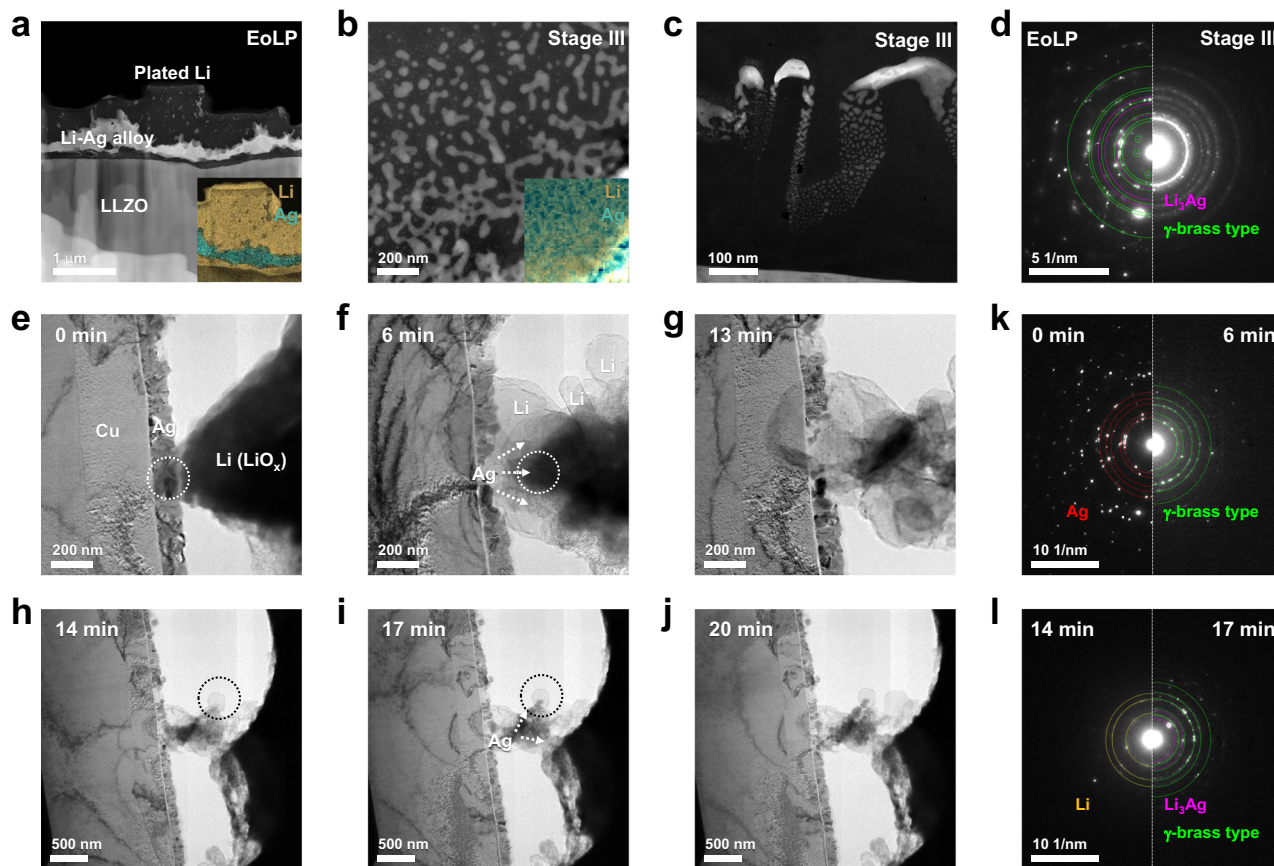 a
EoLP
Plated Li
Li-Ag alloy
LLZO
Li
Ag
1 µm
b
Stage III
Li
Ag
200 nm
c
Stage III
100 nm
d
EoLP
Stage III
Li₃Ag
γ-brass type
5 1/nm
e
0 min
Cu
Ag
Li (LiOₓ)
200 nm
f
6 min
Li
Li
Li
Ag
200 nm
g
13 min
200 nm
k
0 min
6 min
Ag
γ-brass type
10 1/nm
h
14 min
500 nm
i
17 min
Ag
500 nm
j
20 min
500 nm
l
14 min
17 min
Li
Li₃Ag
γ-brass type
10 1/nm